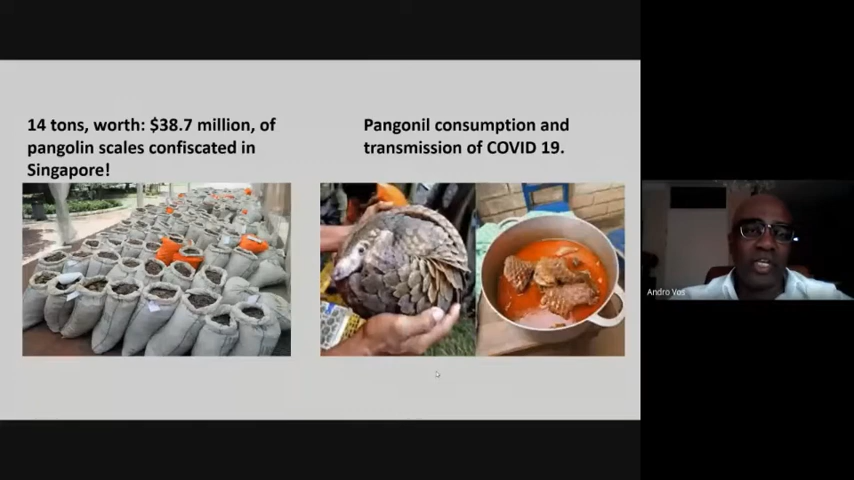 14 tons, worth: $38.7 million, of
pangolin scales confiscated in
Singapore!
Pangonil consumption and
transmission of COVID 19.
Andro Vos